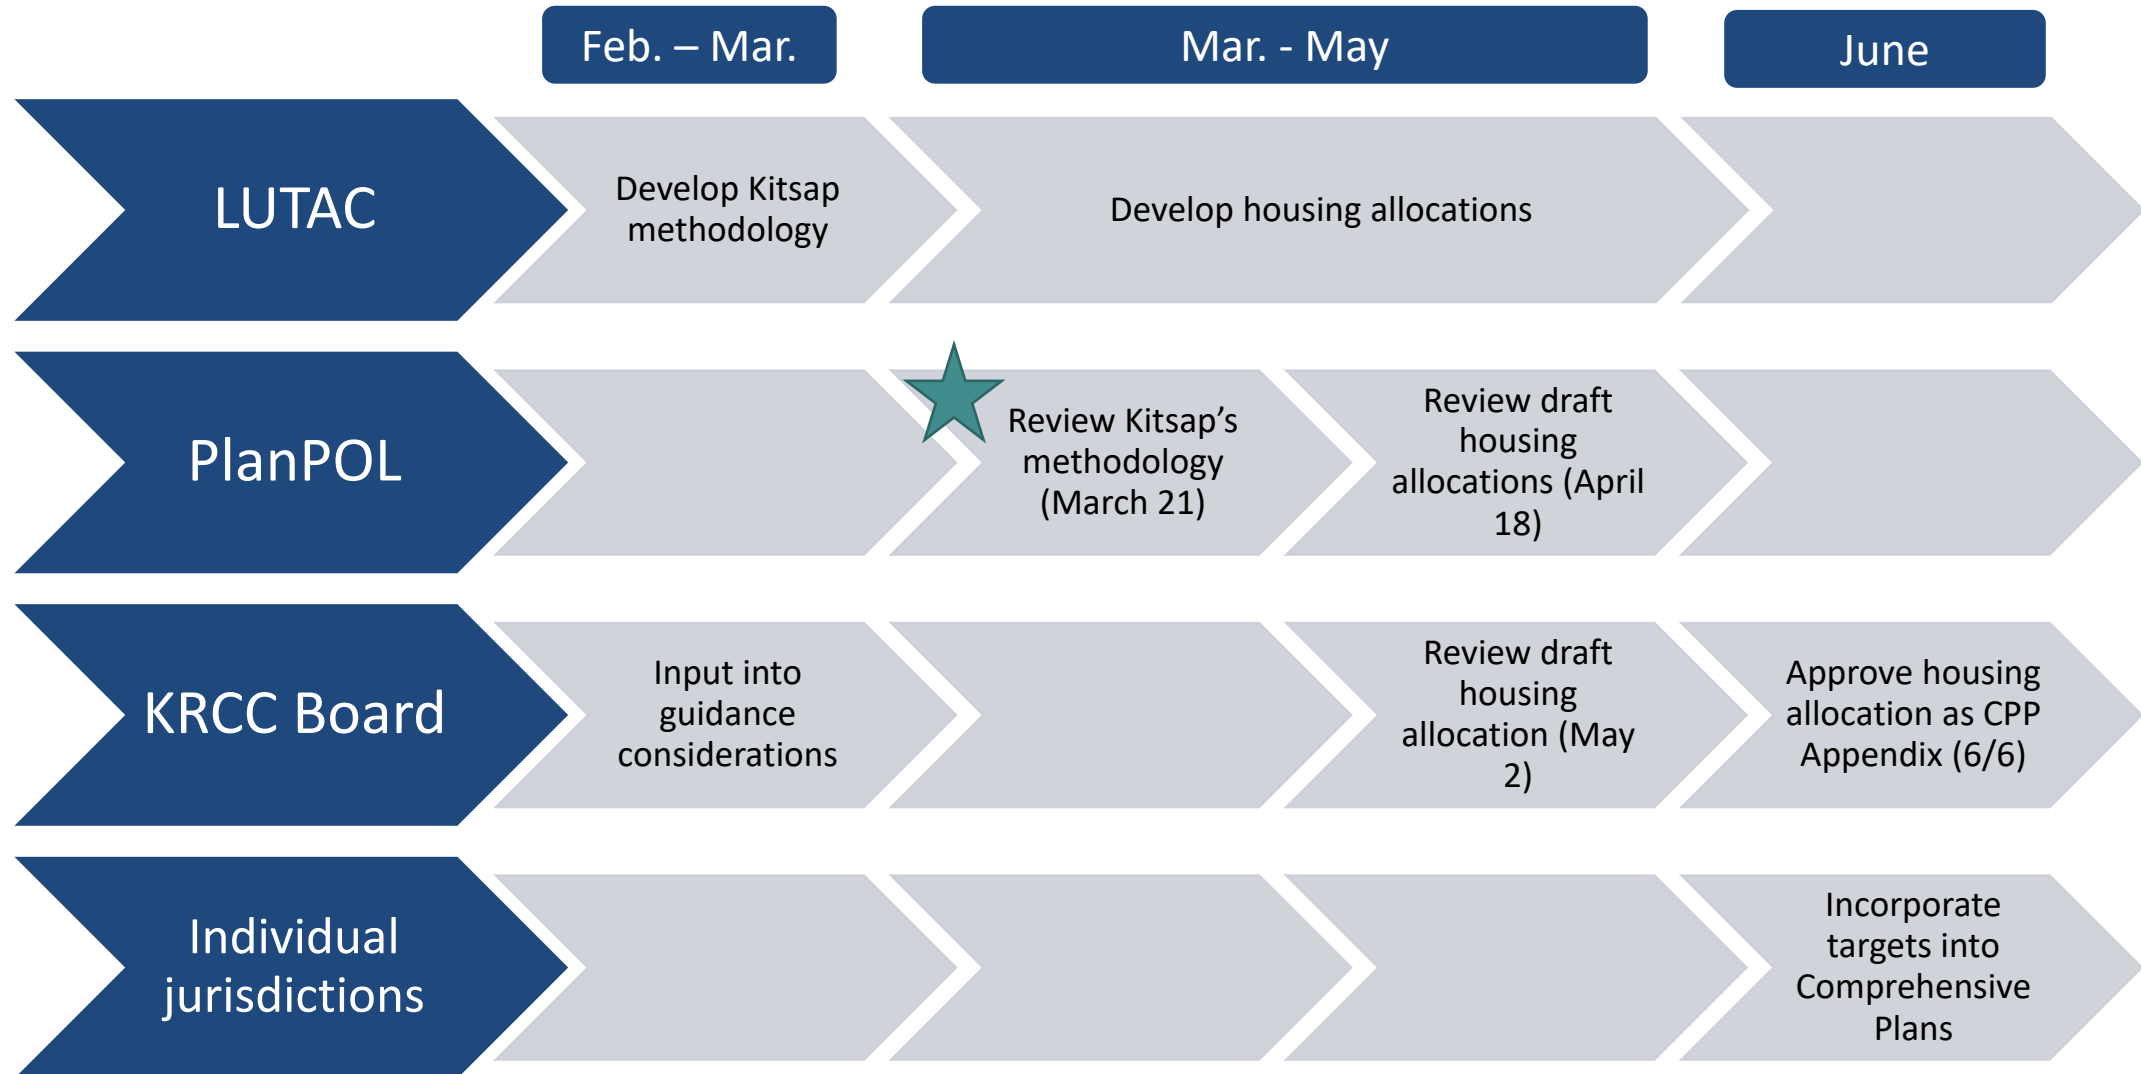 Feb. – Mar.
Mar. - May
June
LUTAC
Develop Kitsap
methodology
Develop housing allocations
PlanPOL
Review Kitsap’s
methodology
(March 21)
Review draft
housing
allocations (April
18)
KRCC Board
Input into
guidance
considerations
Review draft
housing
allocation (May
2)
Approve housing
allocation as CPP
Appendix (6/6)
Individual
jurisdictions
Incorporate
targets into
Comprehensive
Plans